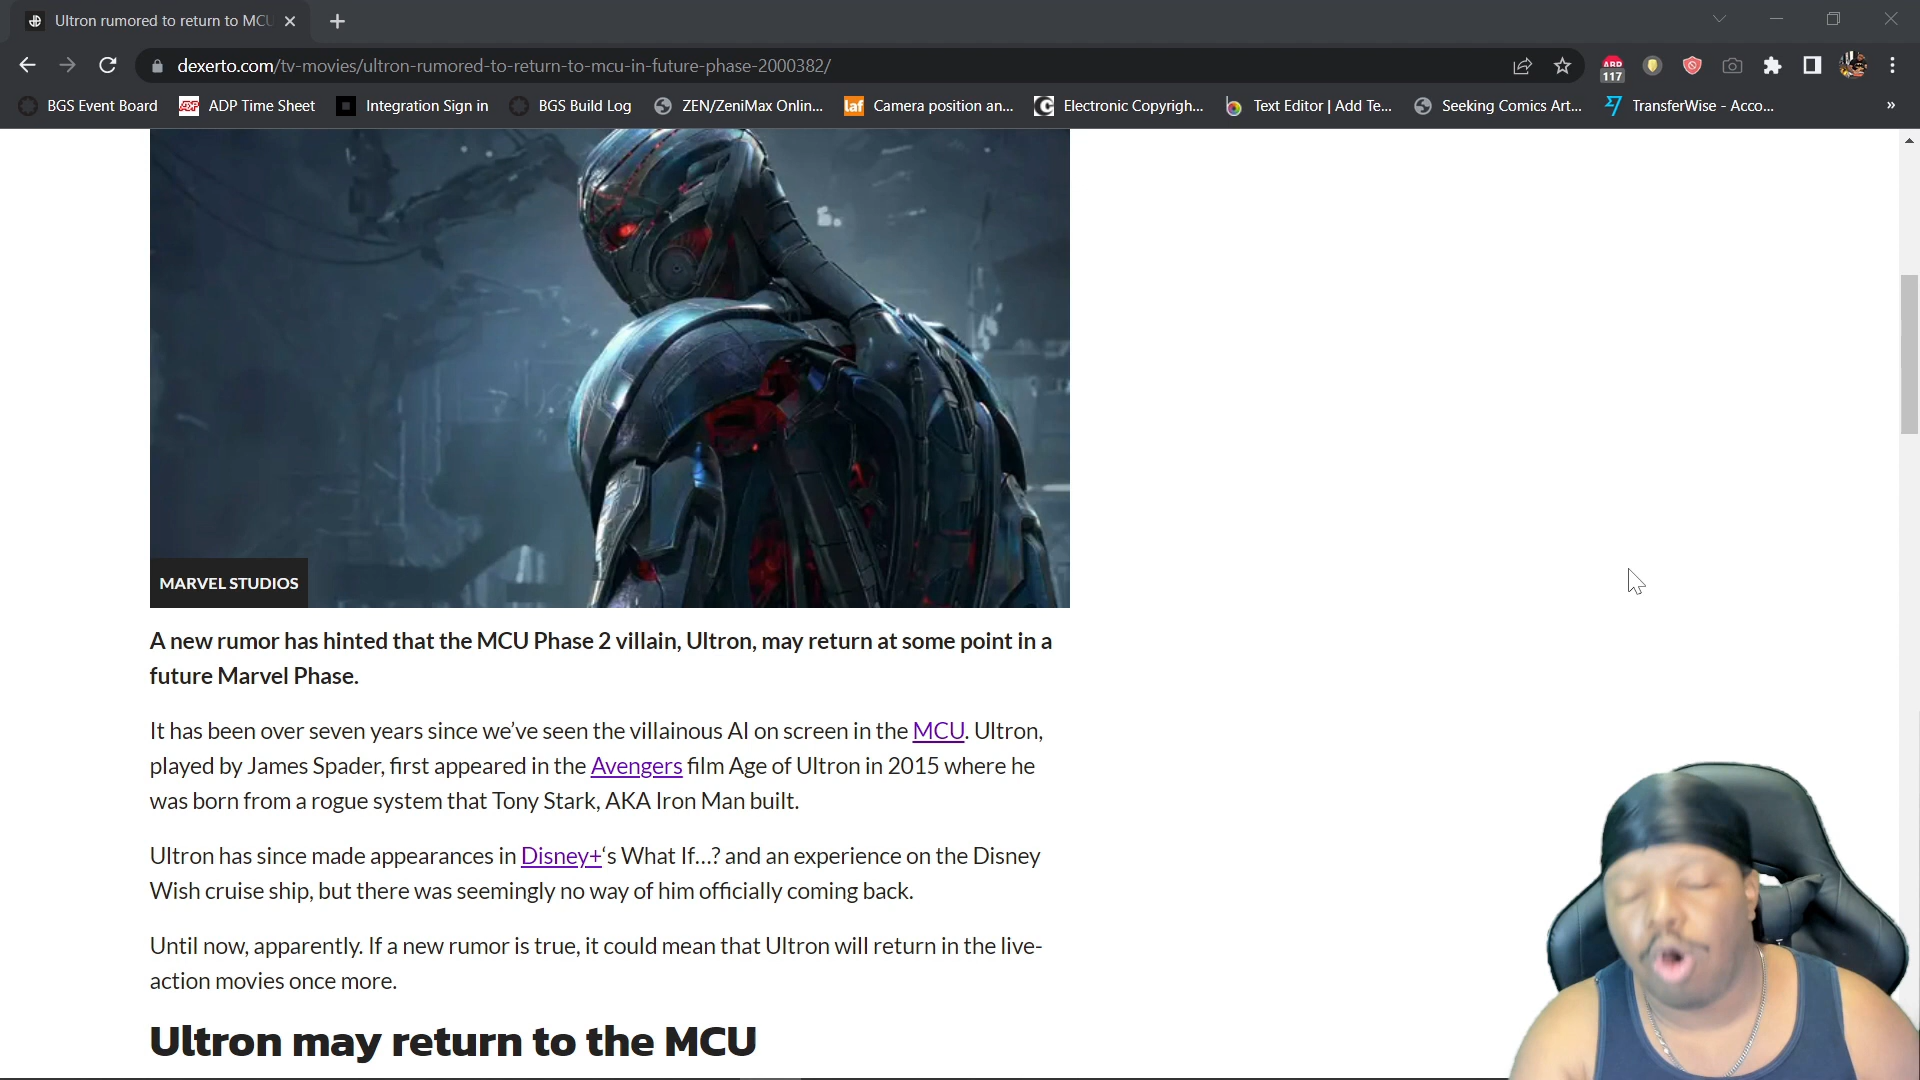 Ultron rumored to return to MCU
dexerto.com/tv-movies/ultron-rumored-to-return-to-mcu-in-future-phase-2000382/
ABD
117
BGS Event Board
ADP Time Sheet
Integration Sign in
BGS Build Log
ZEN/ZeniMax Onlin...
laf
Camera position an...
Electronic Copyrigh...
Text Editor | Add Te...
Seeking Comics Art...
TransferWise - Acco...
»
MARVEL STUDIOS
A new rumor has hinted that the MCU Phase 2 villain, Ultron, may return at some point in a
future Marvel Phase.
It has been over seven years since we’ve seen the villainous AI on screen in the MCU. Ultron,
played by James Spader, first appeared in the Avengers film Age of Ultron in 2015 where he
was born from a rogue system that Tony Stark, AKA Iron Man built.
Ultron has since made appearances in Disney+‘s What If…? and an experience on the Disney
Wish cruise ship, but there was seemingly no way of him officially coming back.
Until now, apparently. If a new rumor is true, it could mean that Ultron will return in the live-
action movies once more.
Ultron may return to the MCU